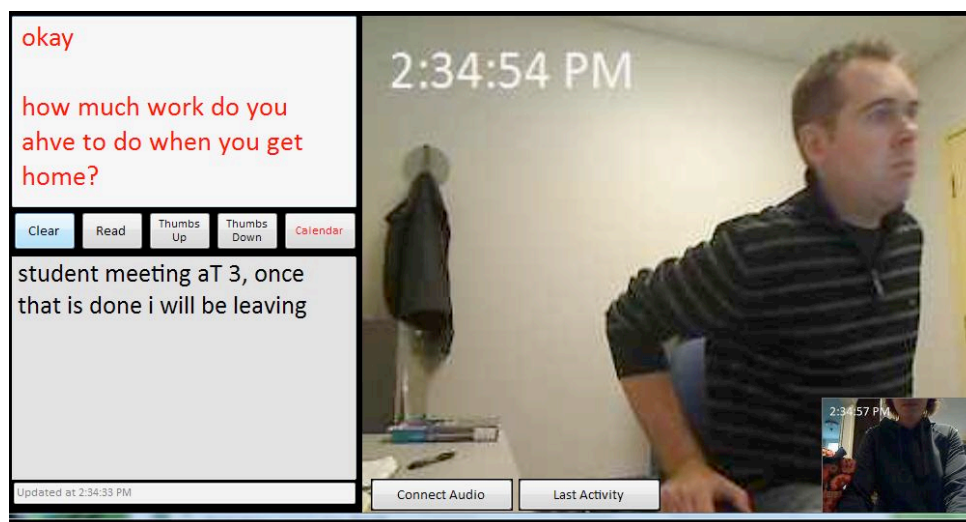 okay
how much work do you
ahve to do when you get
home?
Clear
Read
Thumbs
Up
Thumbs
Down
Calendar
student meeting aT 3, once
that is done i will be leaving
Updated at 2:34:33 PM
2:34:54 PM
2:34:57 PM
Connect Audio
Last Activity